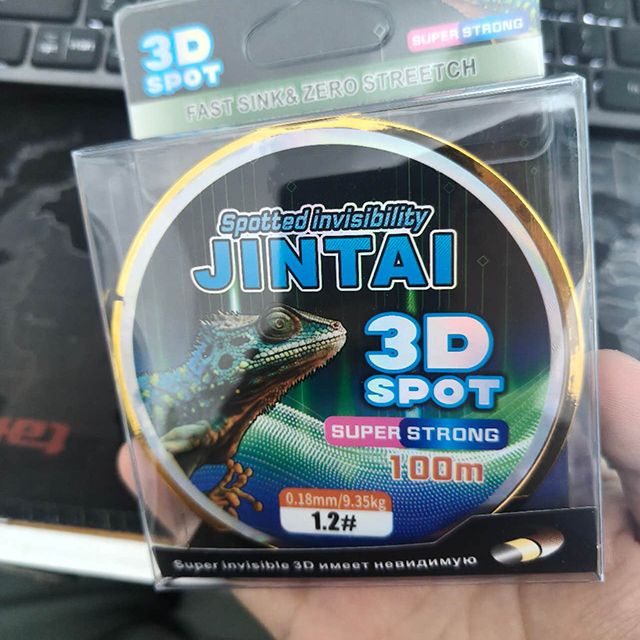 3D
SPOT
SUPER STRONG
FAST SINK& ZERO STREETCH
Spotted invisibility
JINTAI
3D
SPOT
SUPER STRONG
100m
0.18mm/9.35kg
1.2#
Super invisible 3D имеет невидимую